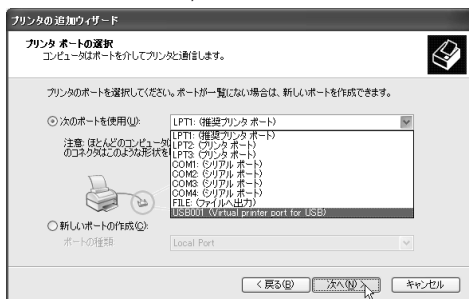 プリンタの追加ウィザード
プリンタ ポートの選択
コンピュータはポートを介してプリンタと通信します。
プリンタのポートを選択してください。ポートが一覧にない場合は、新しいポートを作成できます。
次のポートを使用(U):
LPT1: (推奨プリンタ ポート)
注意: ほとんどのコンピュータ
のコネクタはこのような形状を
LPT1: (推奨プリンタ ポート)
LPT2: (プリンタ ポート)
LPT3: (プリンタ ポート)
COM1: (シリアル ポート)
COM2: (シリアル ポート)
COM3: (シリアル ポート)
COM4: (シリアル ポート)
FILE: (ファイルへ出力)
USB001 (Virtual printer port for USB)
新しいポートの作成(C):
ポートの種類
Local Port
< 戻る(B)
次へ(N) >
キャンセル